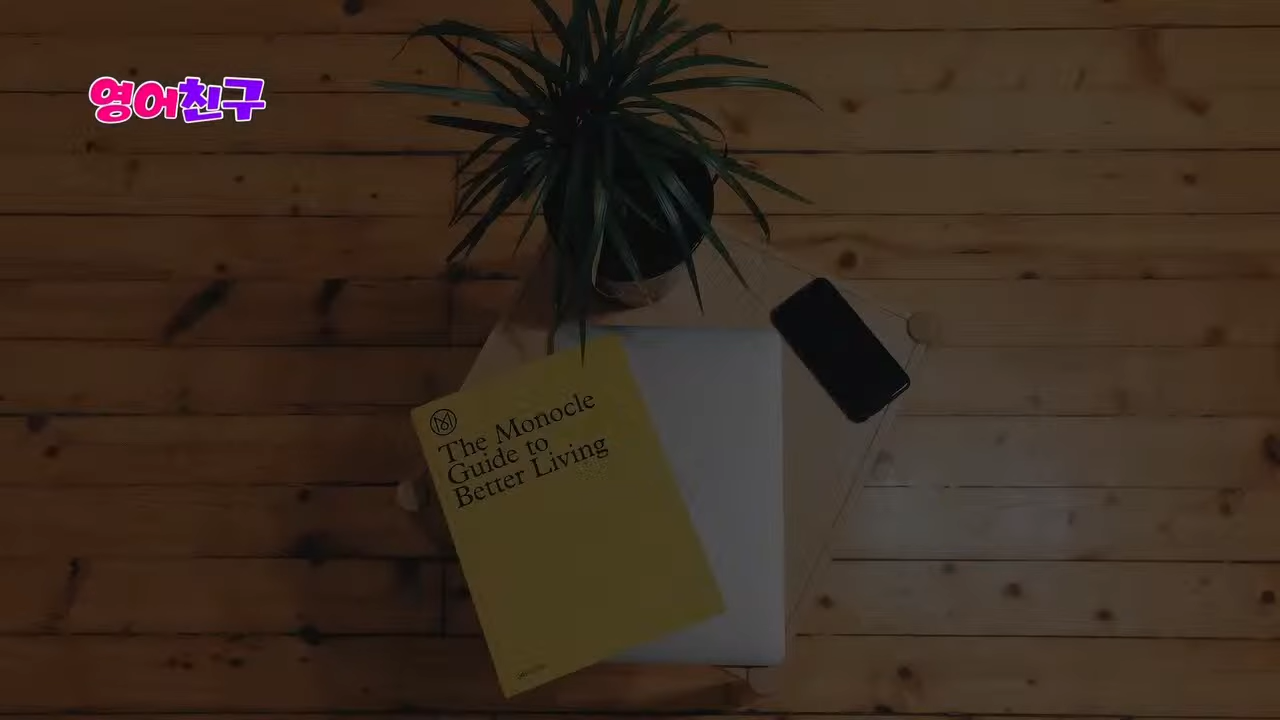 영어친구
The Monocle
Guide to
Better Living